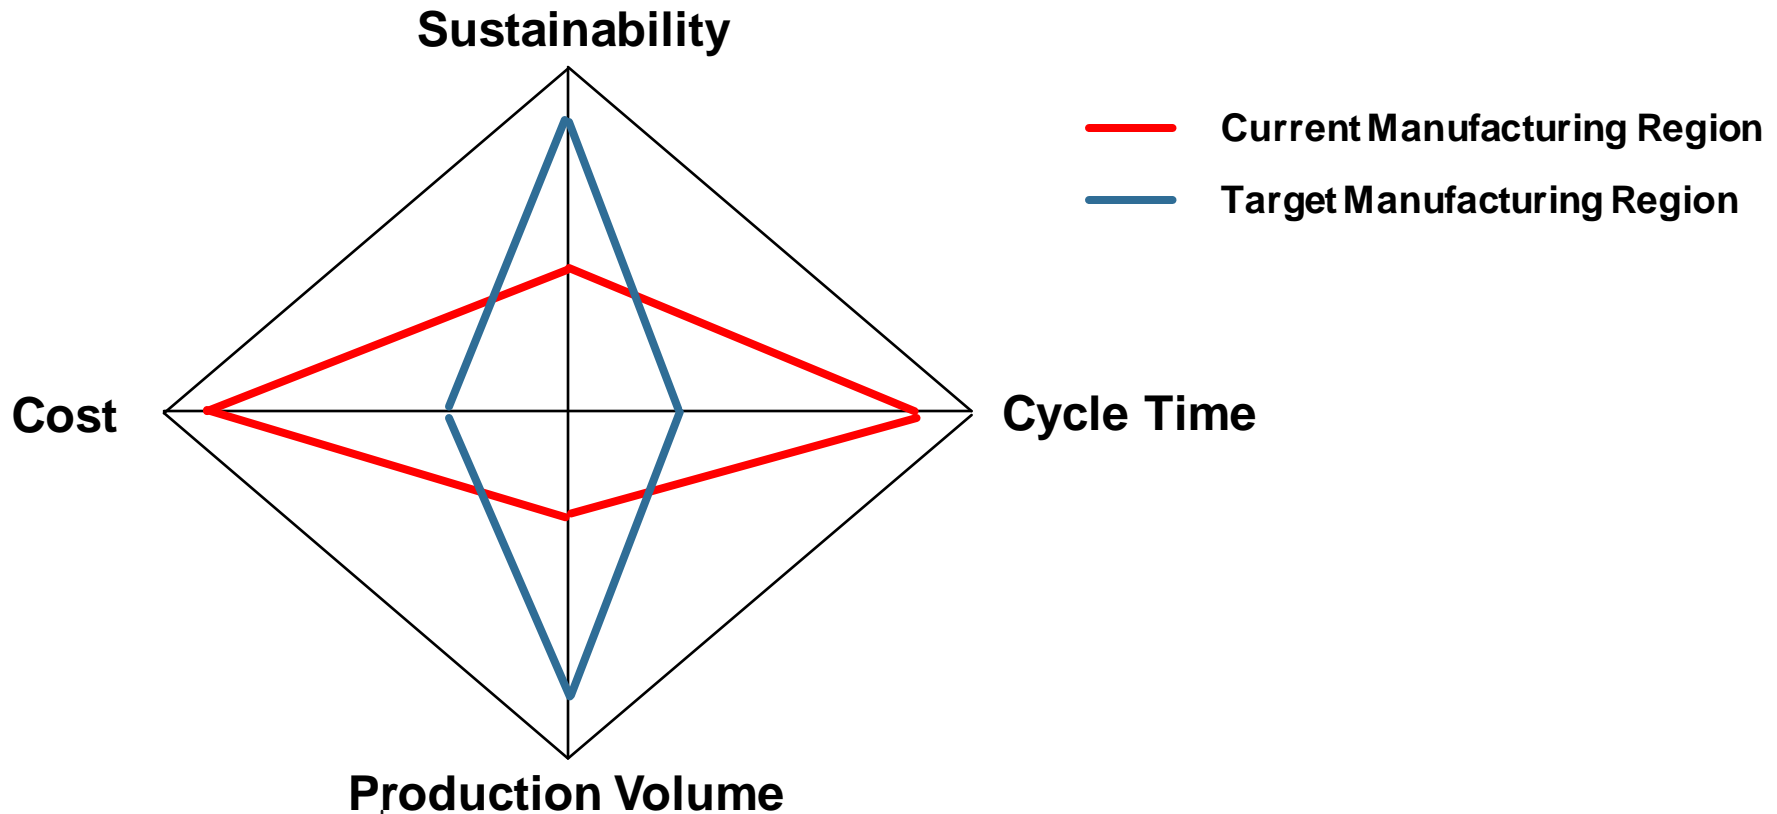 Sustainability
Current Manufacturing Region
Target Manufacturing Region
Cost
Cycle Time
Production Volume